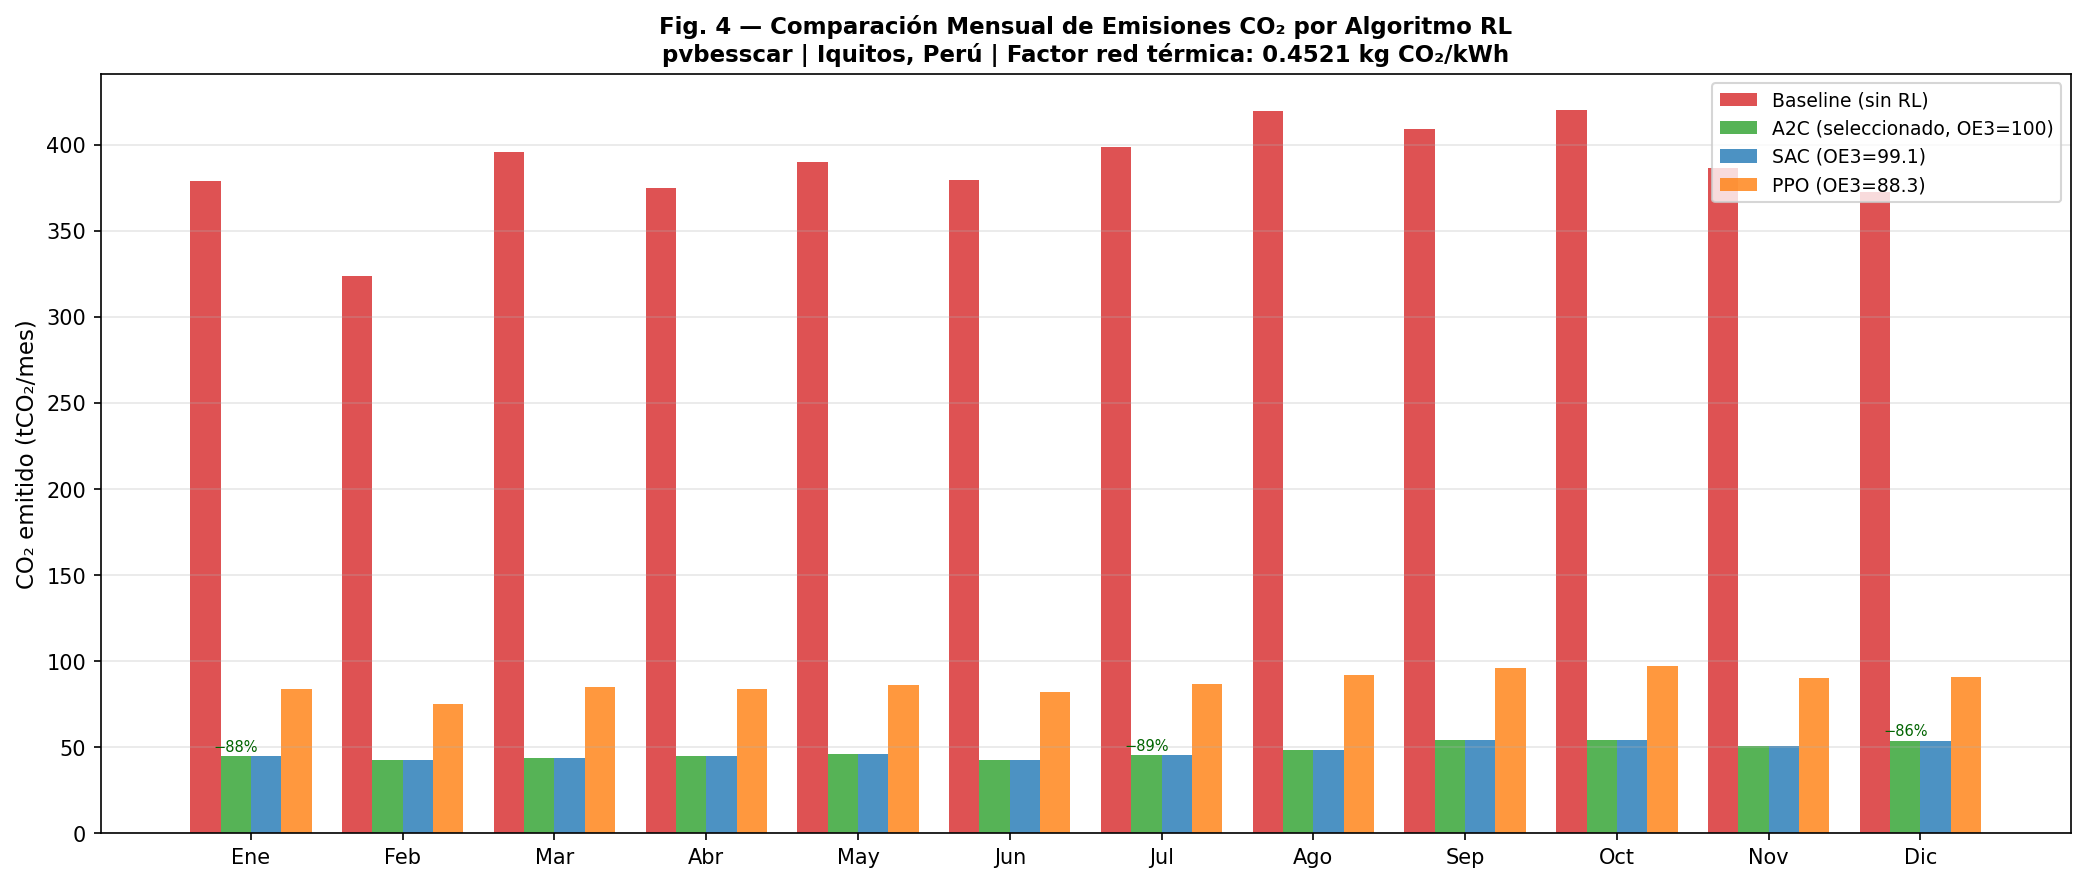 Fig. 4 — Comparación Mensual de Emisiones CO₂ por Algoritmo RL
pvbesscar | Iquitos, Perú | Factor red térmica: 0.4521 kg CO₂/kWh
Baseline (sin RL)
A2C (seleccionado, OE3=100)
SAC (OE3=99.1)
PPO (OE3=88.3)
CO₂ emitido (tCO₂/mes)
400
350
300
250
200
150
100
50
0
−88%
−89%
−86%
Ene Feb Mar Abr May Jun Jul Ago Sep Oct Nov Dic